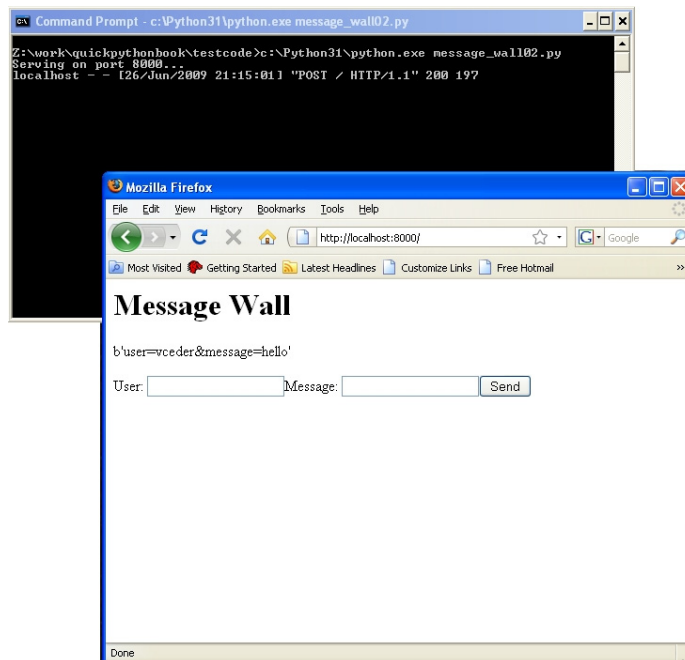 Command Prompt - c:\Python31\python.exe message_wall02.py
Z:\work\quickpythonbook\testcode>c:\Python31\python.exe message_wall02.py
Serving on port 8000...
localhost - - [26/Jun/2009 21:15:01] "POST / HTTP/1.1" 200 197
Mozilla Firefox
File Edit View History Bookmarks Tools Help
http://localhost:8000/ Google
Most Visited Getting Started Latest Headlines Customize Links Free Hotmail »
Message Wall
b'user=vceder&message=hello'
User: Message: Send
Done